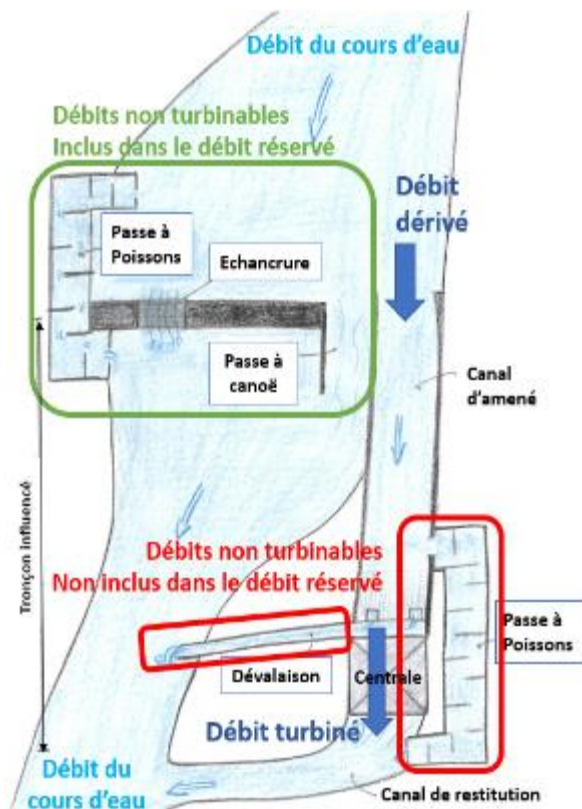 Débit du cours d'eau
Débits non turbinables
Inclus dans le débit réservé
Débit
dérivé
Passe à
Poissons
Echancrure
Passe à
canoë
Canal
d'amené
Tronçon influencé
Débits non turbinables
Non inclus dans le débit réservé
Passe à
Poissons
Dévalaison
Centrale
Débit turbiné
Débit du
cours d'eau
Canal de restitution